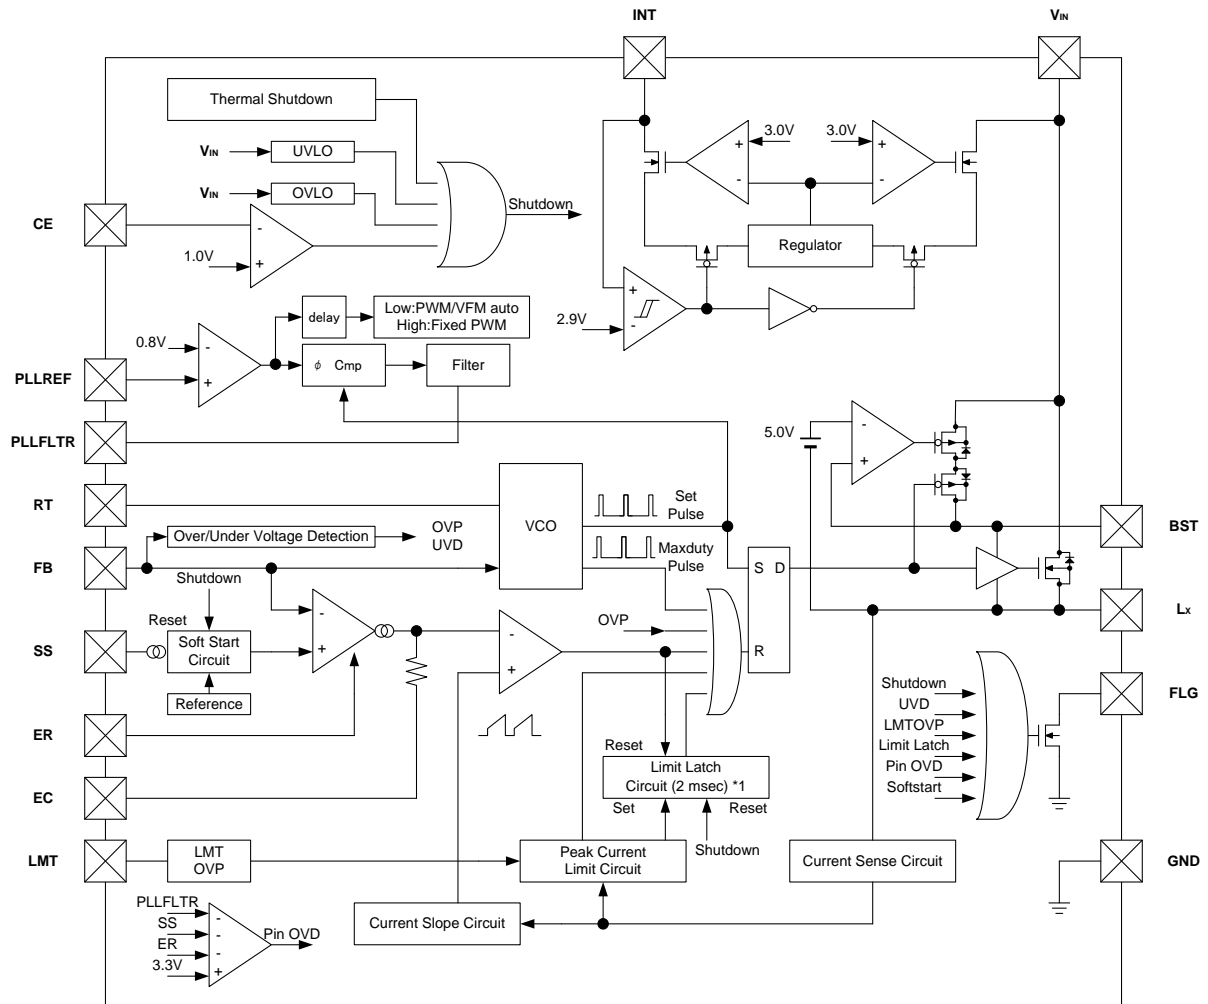 INT
VIN
Thermal Shutdown
3.0V
3.0V
+
+
VIN
UVLO
-
-
VIN
OVLO
Shutdown
CE
-
1.0V
+
Regulator
+
2.9V
-
delay
Low:PWM/VFM auto
High:Fixed PWM
0.8V
-
PLLREF
+
ϕ Cmp
Filter
PLLFLTR
5.0V
-
+
RT
VCO
Set
Pulse
BST
Over/Under Voltage Detection
OVP
UVD
Maxduty
Pulse
FB
S D
Shutdown
-
LX
Reset
OVP
-
SS
Soft Start
Circuit
+
R
+
Reference
Shutdown
UVD
LMTOVP
Limit Latch
Pin OVD
Softstart
FLG
ER
Reset
Limit Latch
Circuit (2 msec) *1
EC
Set
Reset
LMT
LMT
OVP
Peak Current
Limit Circuit
Shutdown
Current Sense Circuit
GND
PLLFLTR
-
SS
-
Current Slope Circuit
ER
-
Pin OVD
3.3V
+